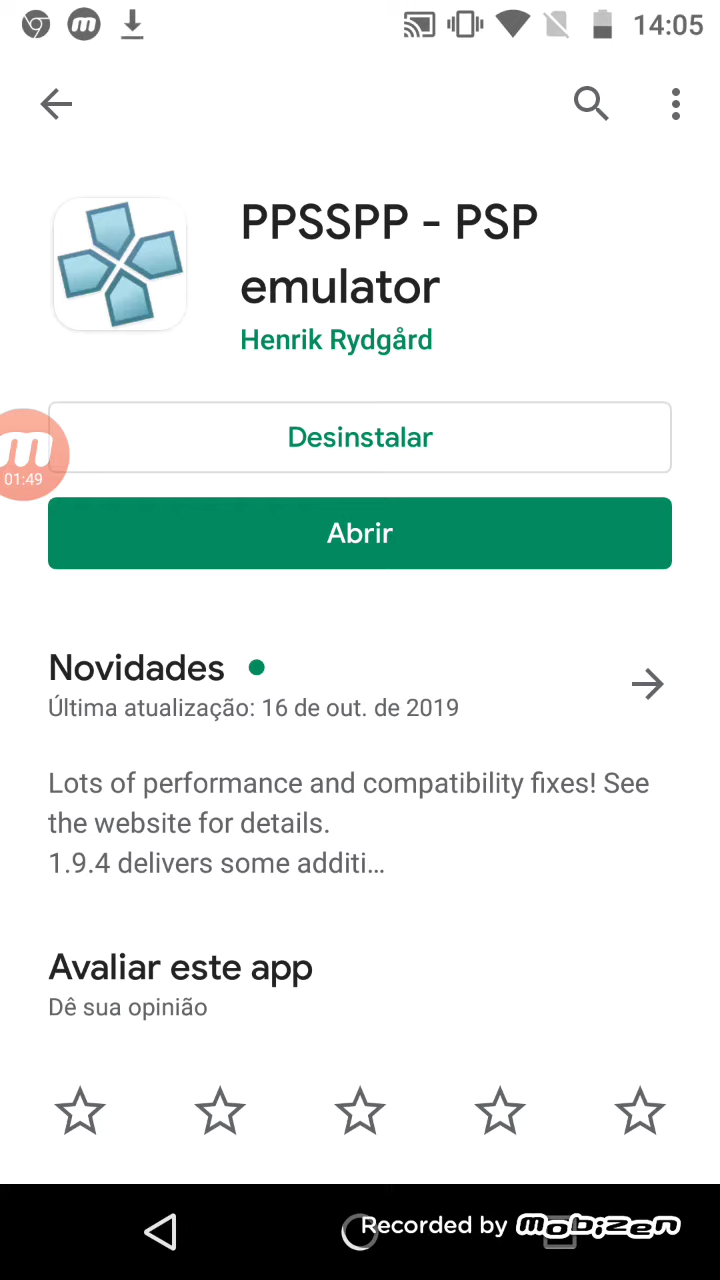 14:05
PPSSPP - PSP
emulator
Henrik Rydgård
Desinstalar
m
01:49
Abrir
Novidades
Última atualização: 16 de out. de 2019
Lots of performance and compatibility fixes! See
the website for details.
1.9.4 delivers some additi...
Avaliar este app
Dê sua opinião
Recorded by mobizen